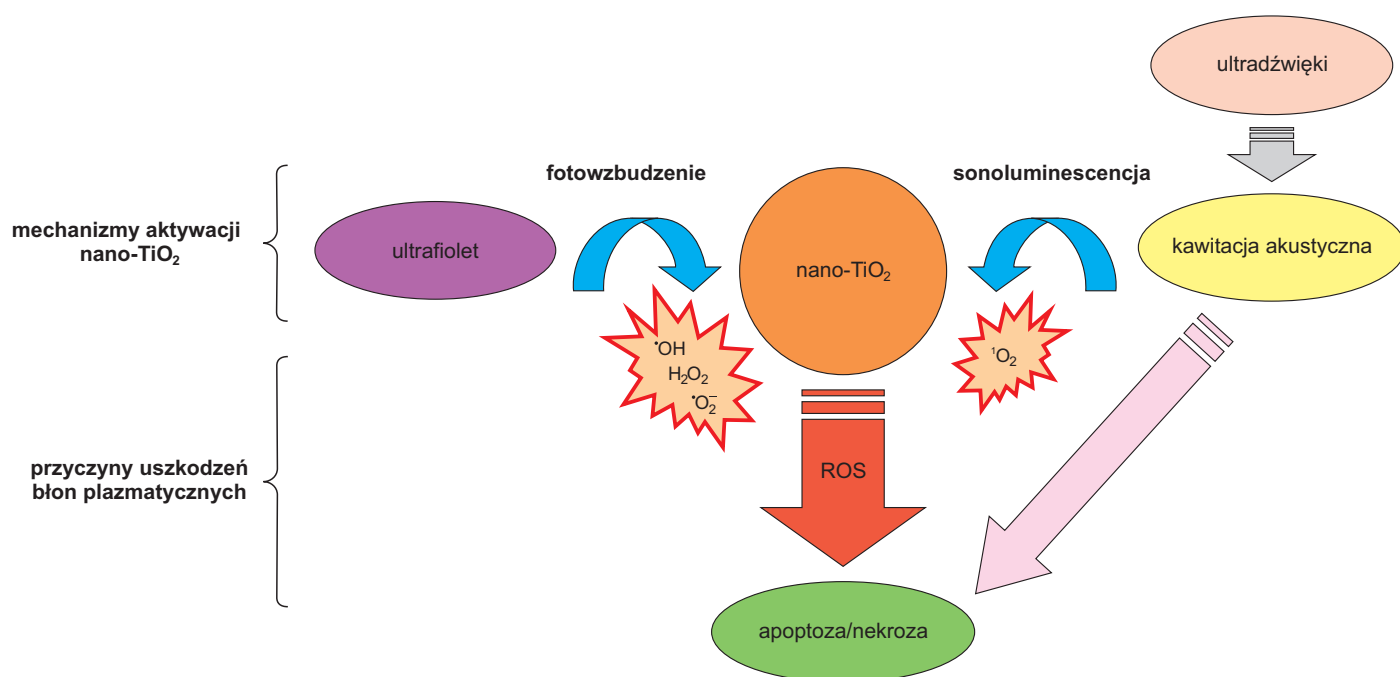 ultradźwięki
fotowzbudzenie
sonoluminescencja
mechanizmy aktywacji
nano-TiO₂
ultrafiolet
nano-TiO₂
kawitacja akustyczna
•OH
H₂O₂
•O₂⁻
¹O₂
przyczyny uszkodzeń
błon plazmatycznych
ROS
apoptoza/nekroza